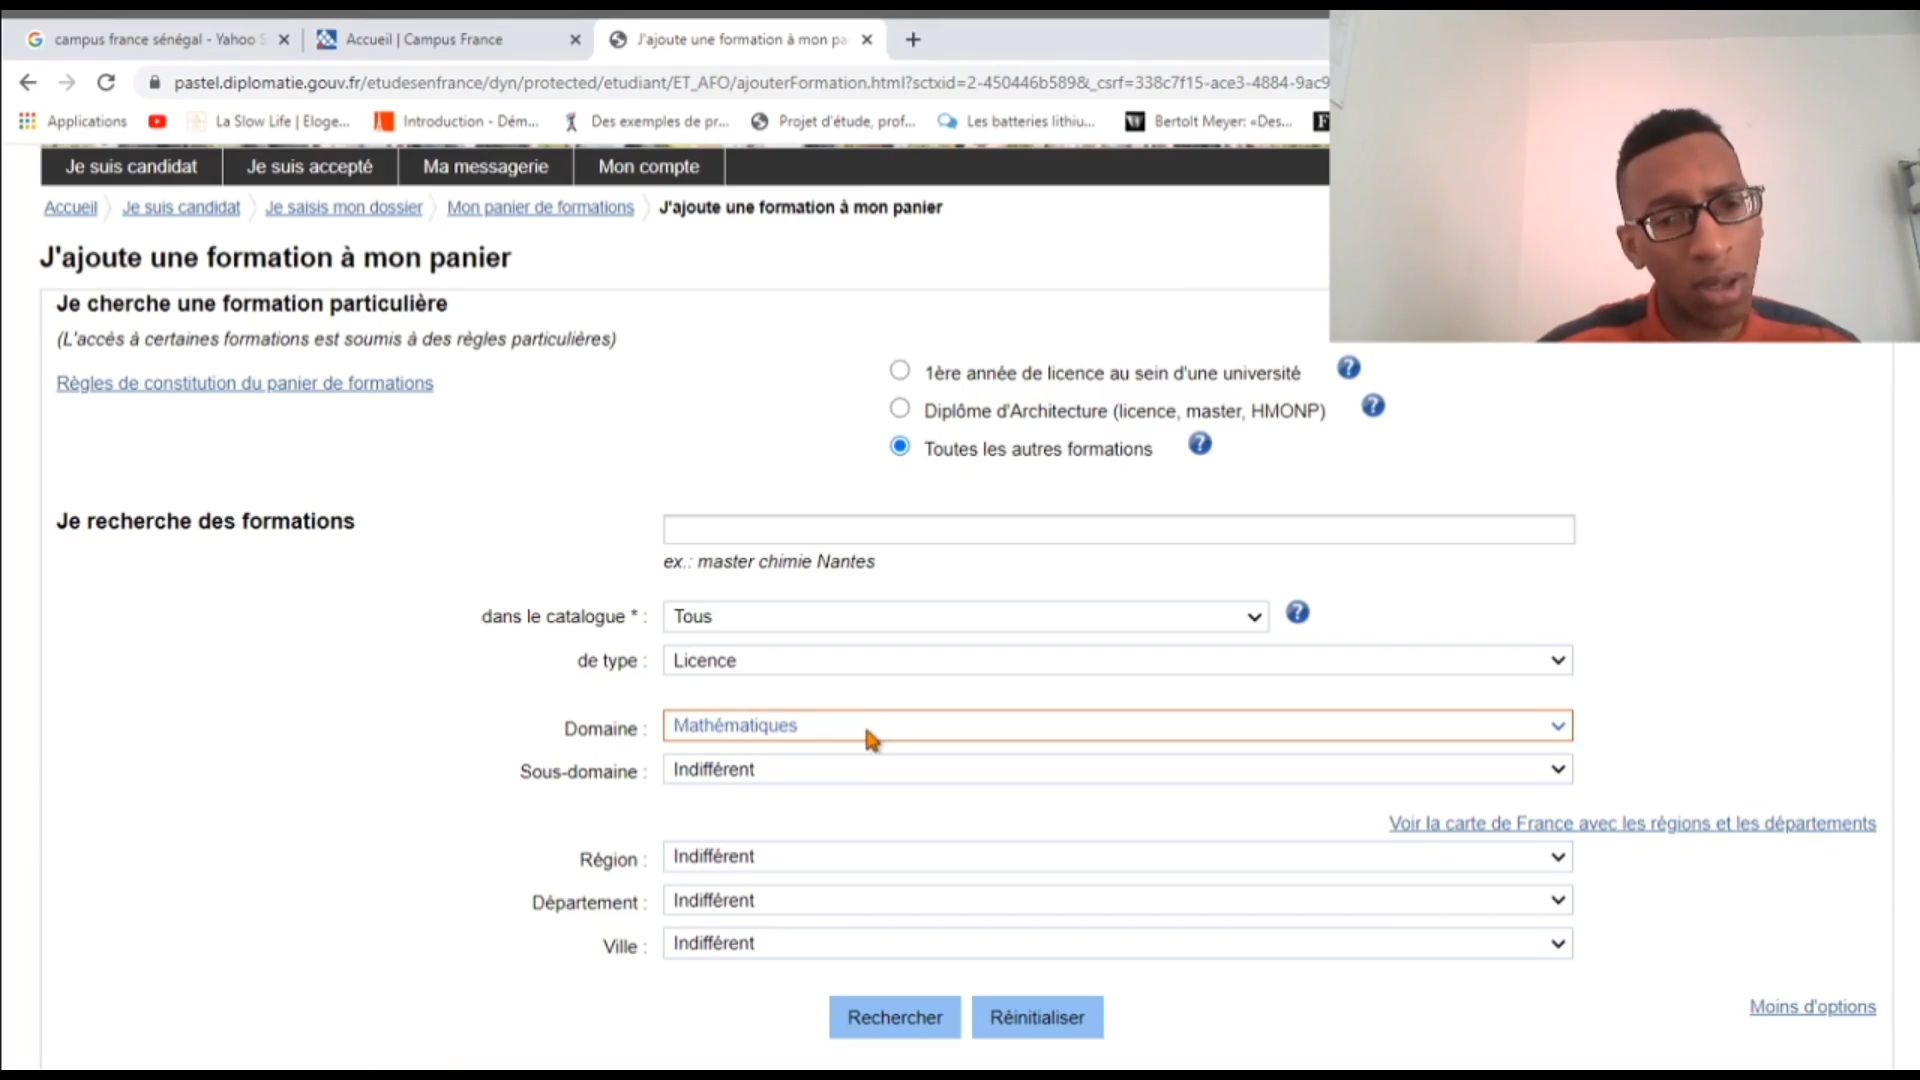 campus france sénégal - Yahoo S
Accueil | Campus France
J'ajoute une formation à mon pa
pastel.diplomatie.gouv.fr/etudesenfrance/dyn/protected/etudiant/ET_AFO/ajouterFormation.html?sctxid=2-450446b589&_csrf=338c7f15-ace3-4884-9ac9
Applications
La Slow Life | Eloge...
Introduction - Dém...
Des exemples de pr...
Projet d'étude, prof...
Les batteries lithiu...
Bertolt Meyer: «Des...
Je suis candidat
Je suis accepté
Ma messagerie
Mon compte
Accueil
Je suis candidat
Je saisis mon dossier
Mon panier de formations
J'ajoute une formation à mon panier
J'ajoute une formation à mon panier
Je cherche une formation particulière
(L'accès à certaines formations est soumis à des règles particulières)
Règles de constitution du panier de formations
1ère année de licence au sein d'une université
Diplôme d'Architecture (licence, master, HMONP)
Toutes les autres formations
Je recherche des formations
ex.: master chimie Nantes
dans le catalogue * : Tous
de type : Licence
Domaine : Mathématiques
Sous-domaine : Indifférent
Voir la carte de France avec les régions et les départements
Région : Indifférent
Département : Indifférent
Ville : Indifférent
Rechercher
Réinitialiser
Moins d'options